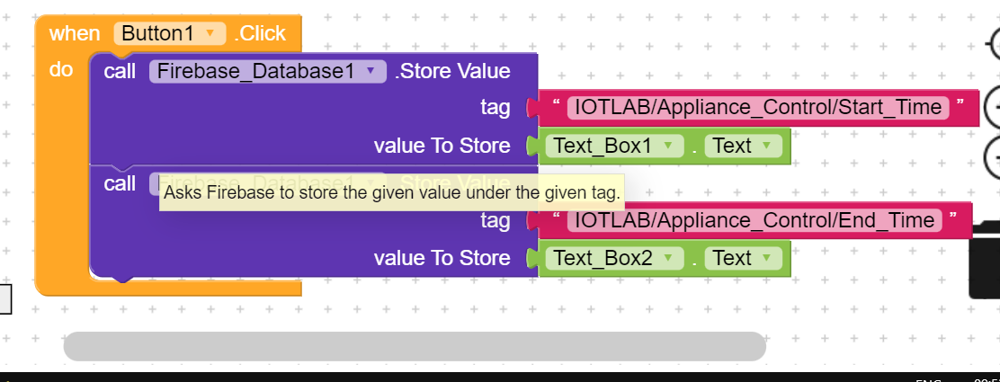 when Button1 .Click
do call Firebase_Database1 .Store Value
tag " IOTLAB/Appliance_Control/Start_Time "
value To Store Text_Box1 . Text
call Firebase_Database1 .Store Value
Asks Firebase to store the given value under the given tag.
tag " IOTLAB/Appliance_Control/End_Time "
value To Store Text_Box2 . Text